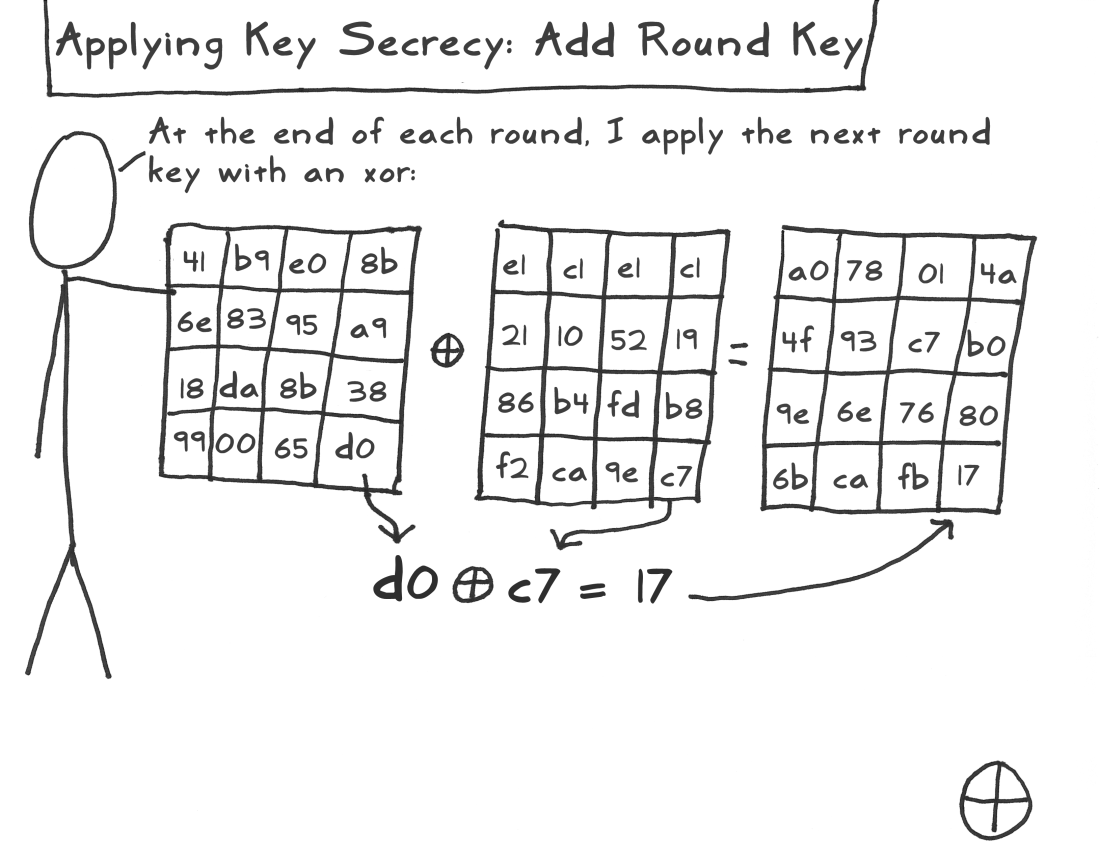 Applying Key Secrecy: Add Round Key
At the end of each round, I apply the next round
key with an xor:
41 b9 e0 8b
6e 83 95 a9
18 da 8b 38
99 00 65 d0
⊕
e1 c1 e1 c1
21 10 52 19
86 b4 fd b8
f2 ca 9e c7
=
a0 78 01 4a
4f 93 c7 b0
9e 6e 76 80
6b ca fb 17
d0 ⊕ c7 = 17